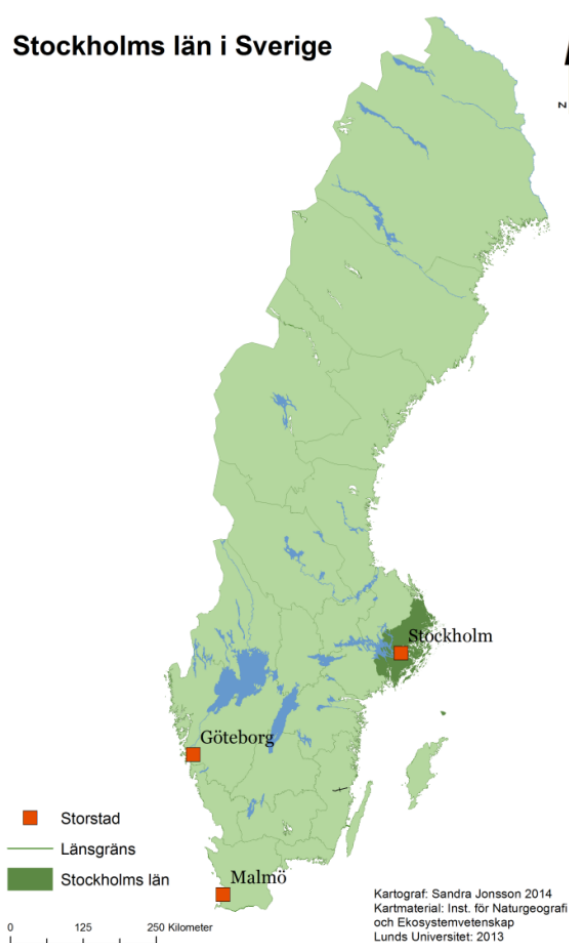 Stockholms län i Sverige
Stockholm
Göteborg
Malmö
Storstad
Länsgräns
Stockholms län
0 125 250 Kilometer
Kartograf: Sandra Jonsson 2014
Kartmaterial: Inst. för Naturgeografi
och Ekosystemvetenskap
Lunds Universitet: 2013